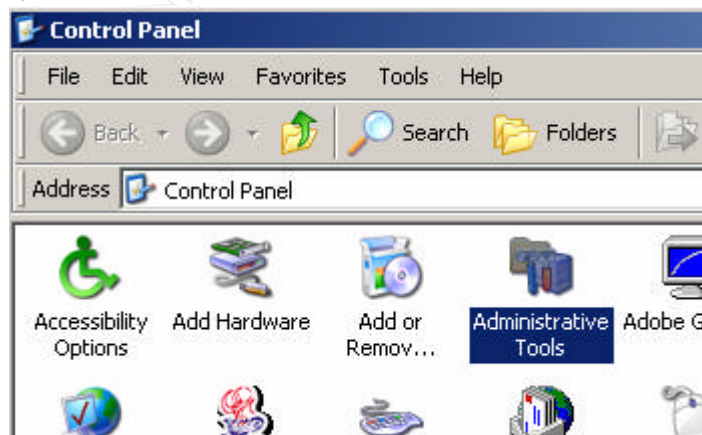 Control Panel
File Edit View Favorites Tools Help
Back Search Folders
Address Control Panel
Accessibility Options
Add Hardware
Add or Remov...
Administrative Tools
Adobe G